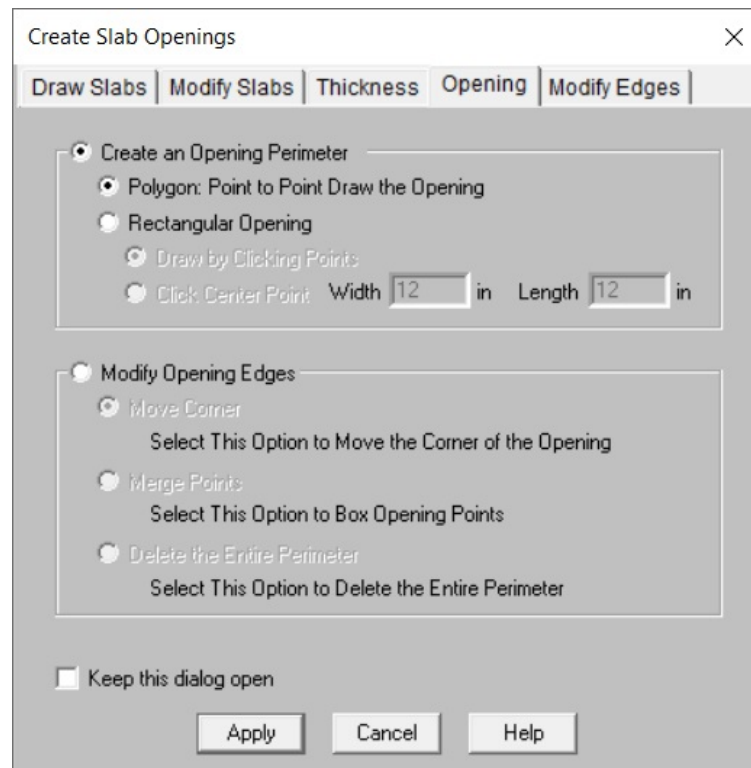 Create Slab Openings
Draw Slabs Modify Slabs Thickness Opening Modify Edges
Create an Opening Perimeter
Polygon: Point to Point Draw the Opening
Rectangular Opening
Draw by Clicking Points
Click Center Point Width 12 in Length 12 in
Modify Opening Edges
Move Corner
Select This Option to Move the Corner of the Opening
Merge Points
Select This Option to Box Opening Points
Delete the Entire Perimeter
Select This Option to Delete the Entire Perimeter
Keep this dialog open
Apply Cancel Help